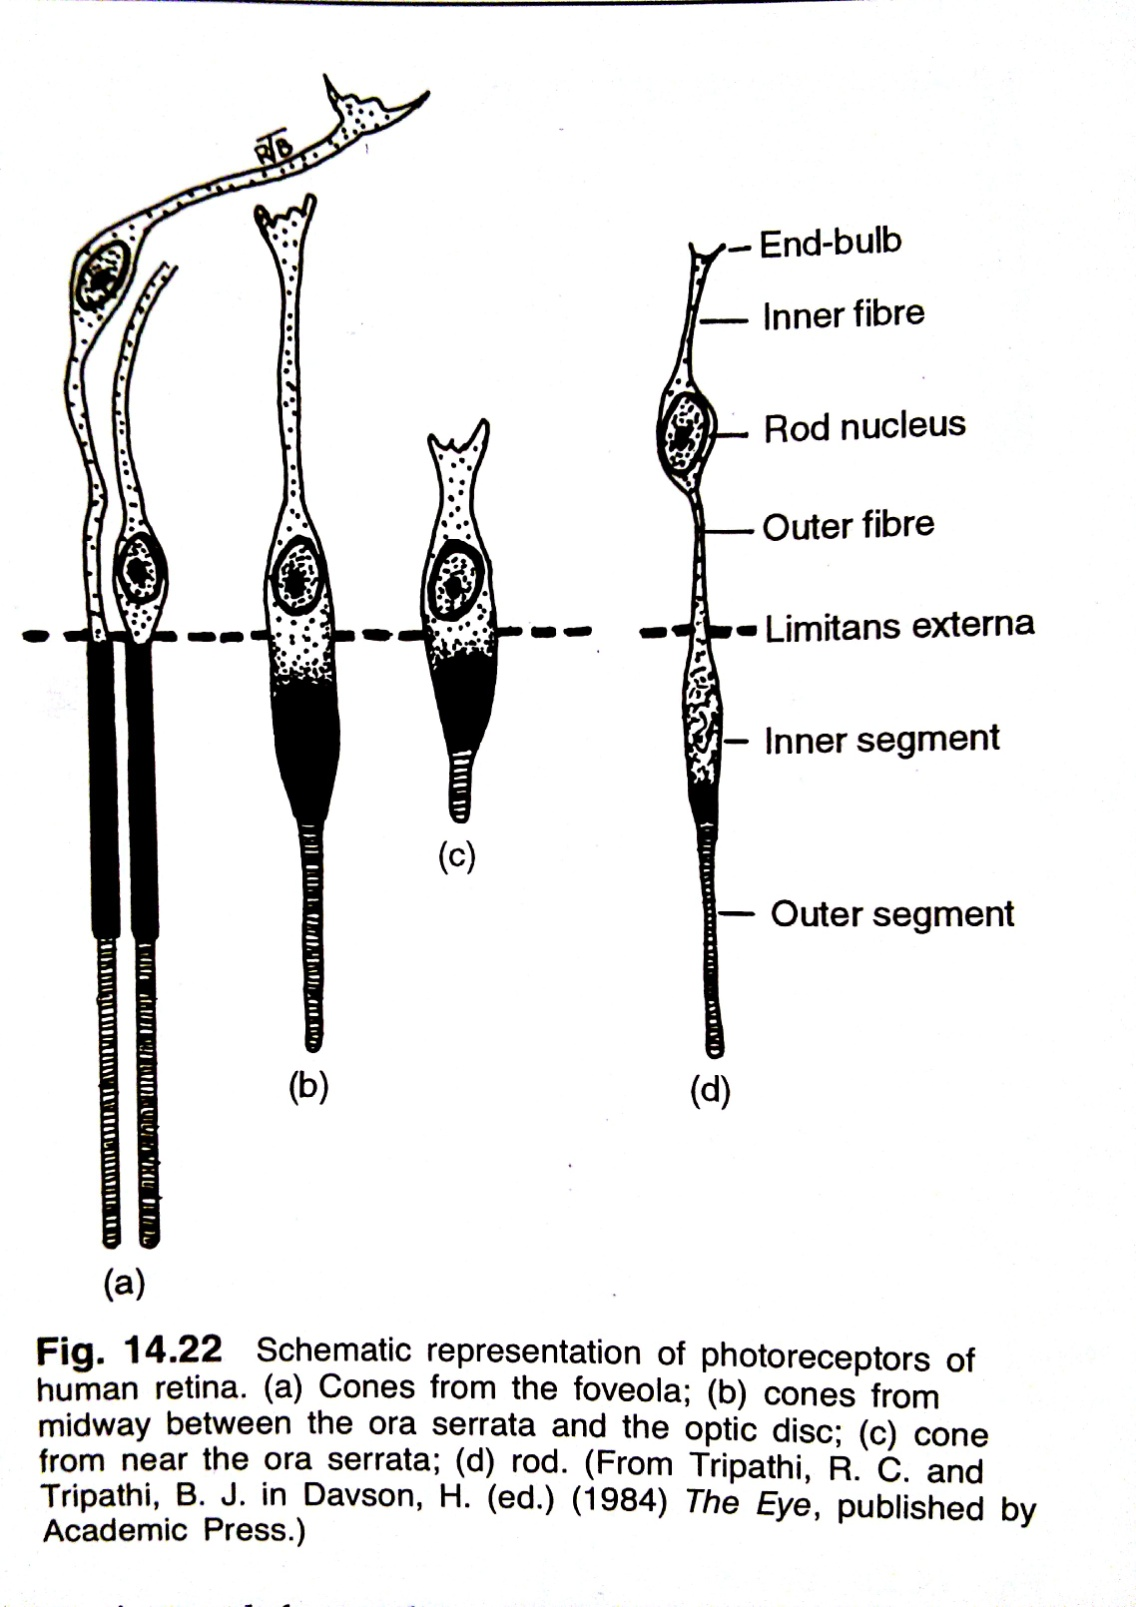 RTB
End-bulb
Inner fibre
Rod nucleus
Outer fibre
Limitans externa
Inner segment
Outer segment
(c)
(b)
(d)
(a)
Fig. 14.22 Schematic representation of photoreceptors of
human retina. (a) Cones from the foveola; (b) cones from
midway between the ora serrata and the optic disc; (c) cone
from near the ora serrata; (d) rod. (From Tripathi, R. C. and
Tripathi, B. J. in Davson, H. (ed.) (1984) The Eye, published by
Academic Press.)